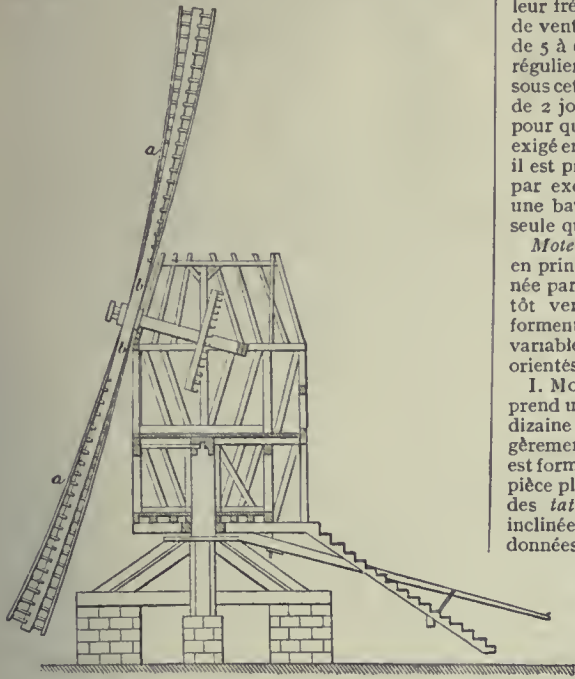 a
b
b
a
leur fré
de vent
de 5 à
régulier
sous cet
de 2 jo
pour qu
exigé en
il est pr
par exe
une ba
seule qu
Mote
en prin
née par
tôt ver
forment
variable
orientés
I. Mo
prend u
dizaine
gèremen
est form
pièce pl
des tat
inclinée
données